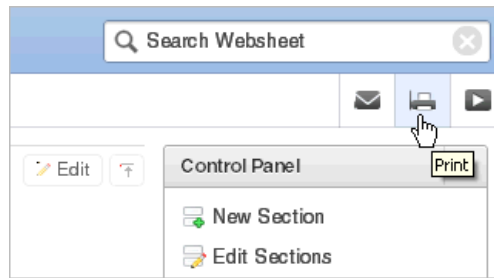 Search Websheet
Print
Edit
Control Panel
New Section
Edit Sections